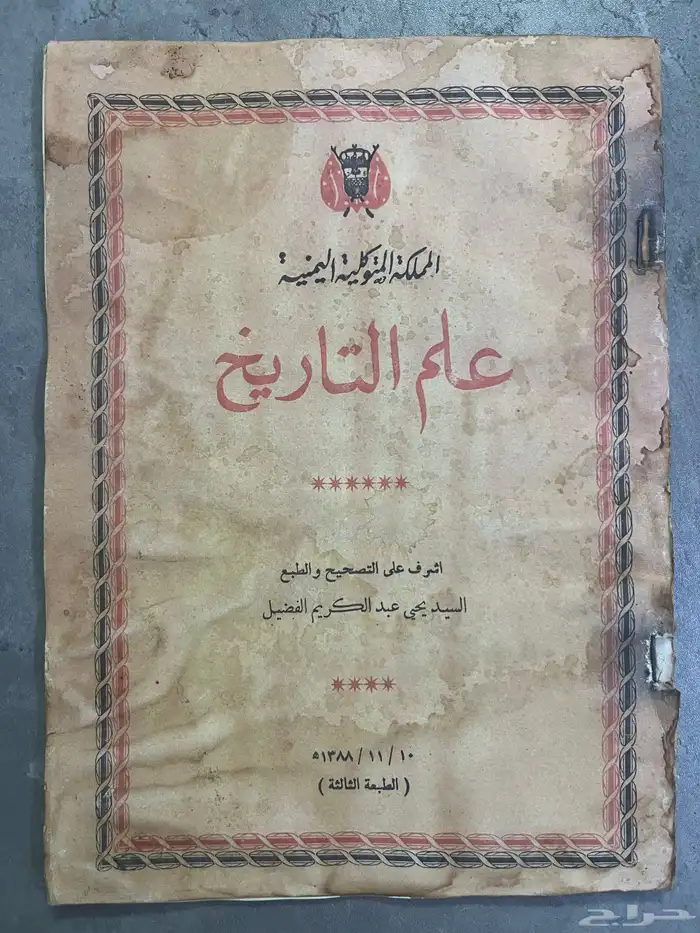 المملكة المتوكلية اليمنية
علم التاريخ
******
اشرف على التصحيح والطبع
السيد يحيى عبد الكريم الفضيل
****
١٠ / ١١ / ١٣٨٨ه
( الطبعة الثالثة )
حراج